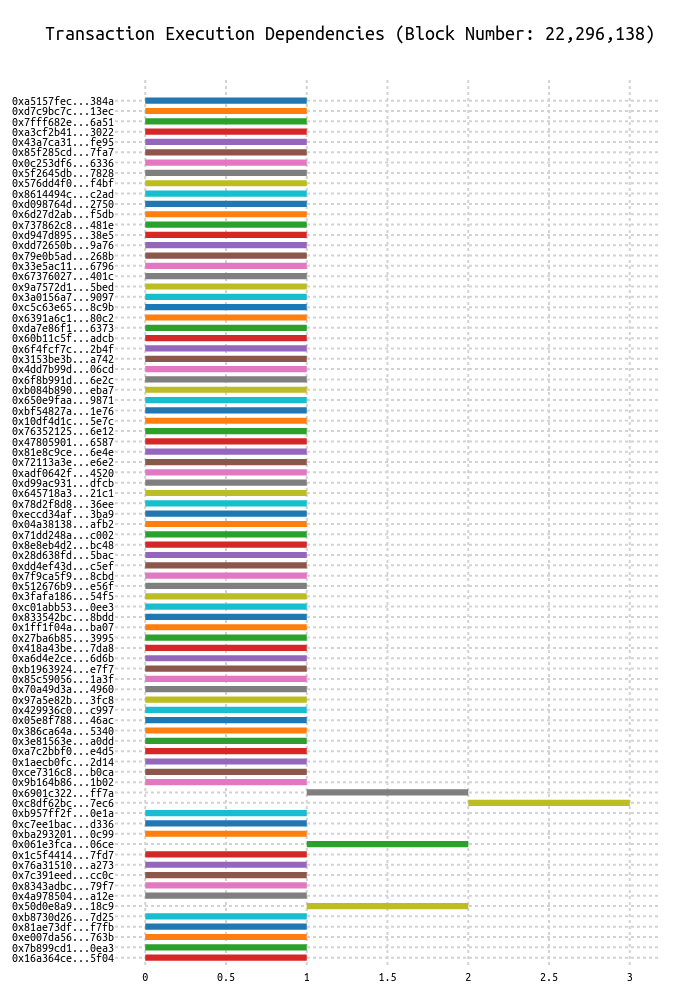 Transaction Execution Dependencies (Block Number: 22,296,138)
0xa5157fec...384a
0xd7c9bc7c...13ec
0x7fff682e...6a51
0xa3cf2b41...3022
0x43a7ca31...fe95
0x85f285cd...7fa7
0x0c253df6...6336
0x5f2645db...7828
0x576dd4f0...f4bf
0x8614494c...c2ad
0xd098764d...2750
0x6d27d2ab...f5db
0x737862c8...481e
0xd947d895...38e5
0xdd72650b...9a76
0x79e0b5ad...268b
0x33e5ac11...6796
0x67376027...401c
0x9a7572d1...5bed
0x3a0156a7...9097
0xc5c63e65...8c9b
0x6391a6c1...80c2
0xda7e86f1...6373
0x60b11c5f...adcb
0x6f4fcf7c...2b4f
0x3153be3b...a742
0x4dd7b99d...06cd
0x6f8b991d...6e2c
0xb084b890...eba7
0x650e9faa...9871
0xbf54827a...1e76
0x10df4d1c...5e7c
0x76352125...6e12
0x47805901...6587
0x81e8c9ce...6e4e
0x72113a3e...e6e2
0xadf0642f...4520
0xd99ac931...dfcb
0x645718a3...21c1
0x78d2f8d8...36ee
0xeccd34af...3ba9
0x04a38138...afb2
0x71dd248a...c002
0x8e8eb4d2...bc48
0x28d638fd...5bac
0xdd4ef43d...c5ef
0x7f9ca5f9...8cbd
0x512676b9...e56f
0x3fafa186...54f5
0xc01abb53...0ee3
0x833542bc...8bdd
0x1ff1f04a...ba07
0x27ba6b85...3995
0x418a43be...7da8
0xa6d4e2ce...6d6b
0xb1963924...e7f7
0x85c59056...1a3f
0x70a49d3a...4960
0x97a5e82b...3fc8
0x429936c0...c997
0x05e8f788...46ac
0x386ca64a...5340
0x3e81563e...a0dd
0xa7c2bbf0...e4d5
0x1aecb0fc...2d14
0xce7316c8...b0ca
0x9b164b86...1b02
0x6901c322...ff7a
0xc8df62bc...7ec6
0xb957ff2f...0e1a
0xc7ee1bac...d336
0xba293201...0c99
0x061e3fca...06ce
0x1c5f4414...7fd7
0x76a31510...a273
0x7c391eed...cc0c
0x8343adbc...79f7
0x4a978504...a12e
0x50d0e8a9...18c9
0xb8730d26...7d25
0x81ae73df...f7fb
0xe007da56...763b
0x7b899cd1...0ea3
0x16a364ce...5f04
0 0.5 1 1.5 2 2.5 3